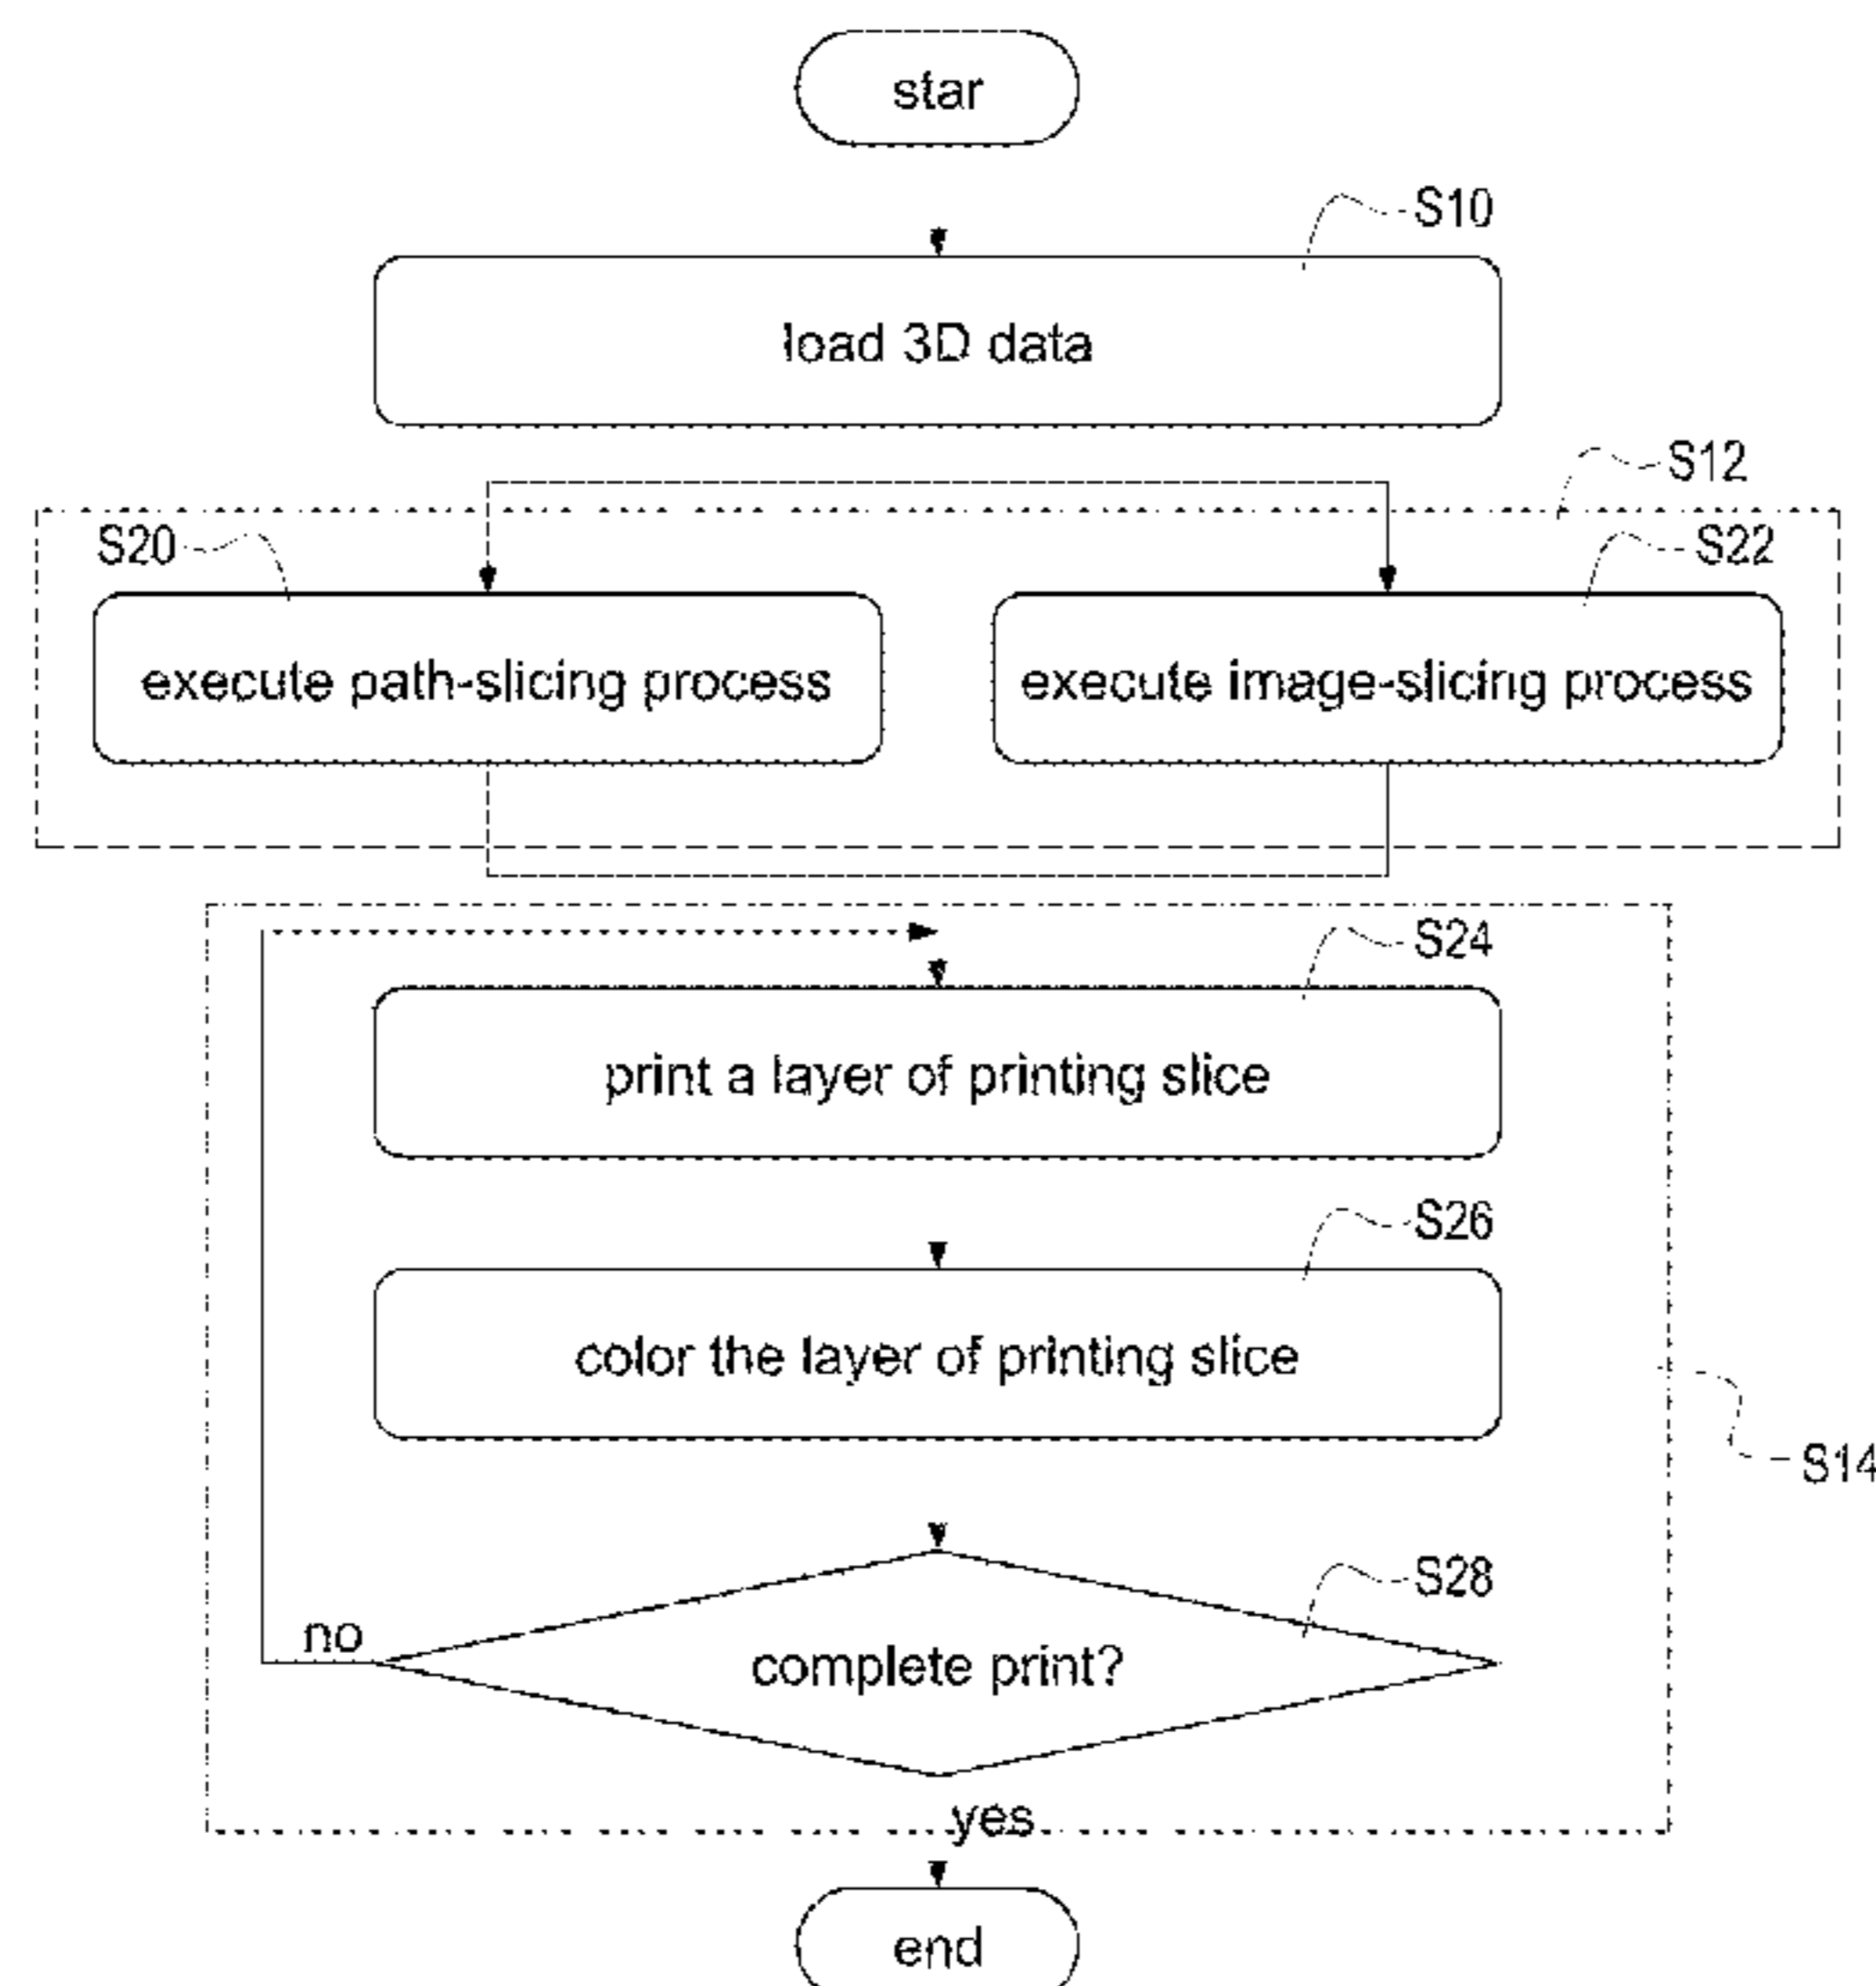 star
S10
load 3D data
S12
S20
S22
execute path-slicing process
execute image-slicing process
S24
print a layer of printing slice
S26
color the layer of printing slice
S14
S28
no
complete print?
yes
end